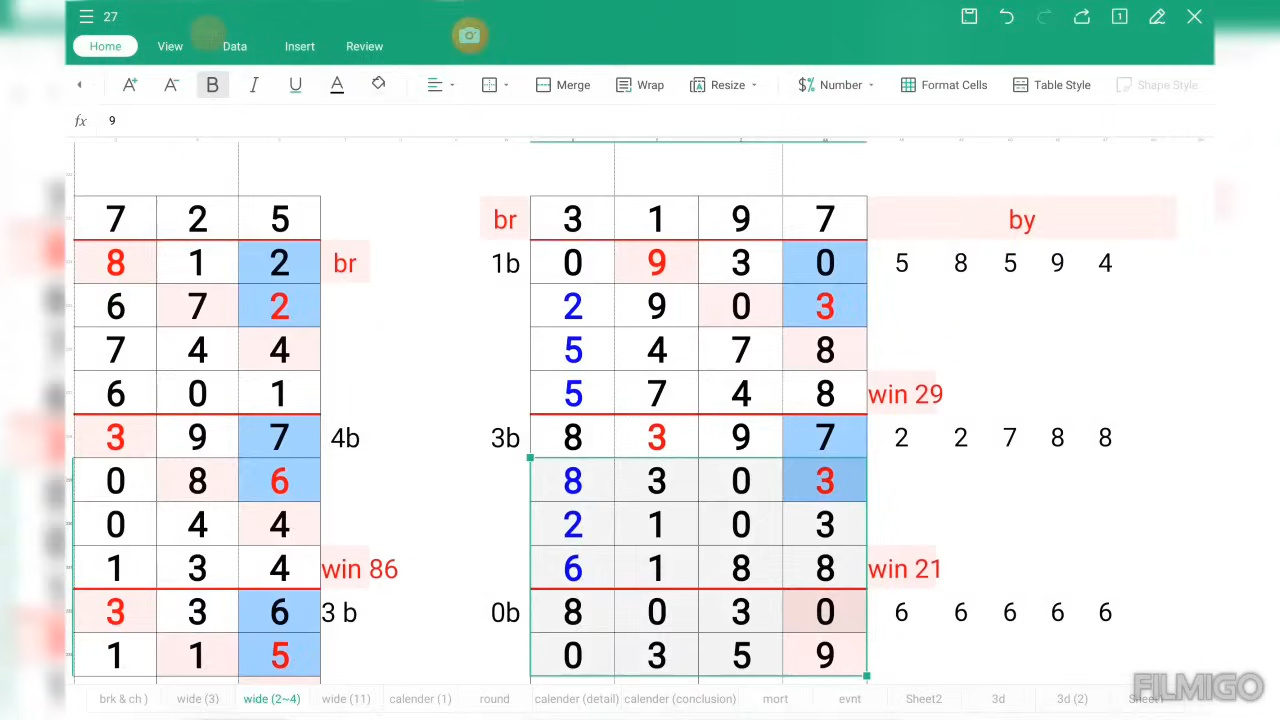 27
Home View Data Insert Review
A+ A- B I U A Merge Wrap Resize $% Number Format Cells Table Style Shape Style
fx 9
7 2 5 br 3 1 9 7 by
8 1 2 br 1b 0 9 3 0 5 8 5 9 4
6 7 2 2 9 0 3
7 4 4 5 4 7 8
6 0 1 5 7 4 8 win 29
3 9 7 4b 3b 8 3 9 7 2 2 7 8 8
0 8 6 8 3 0 3
0 4 4 2 1 0 3
1 3 4 win 86 6 1 8 8 win 21
3 3 6 3 b 0b 8 0 3 0 6 6 6 6 6
1 1 5 0 3 5 9
brk & ch ) wide (3) wide (2~4) wide (11) calender (1) round calender (detail) calender (conclusion) mort evnt Sheet2 3d 3d (2)
FILMIGO